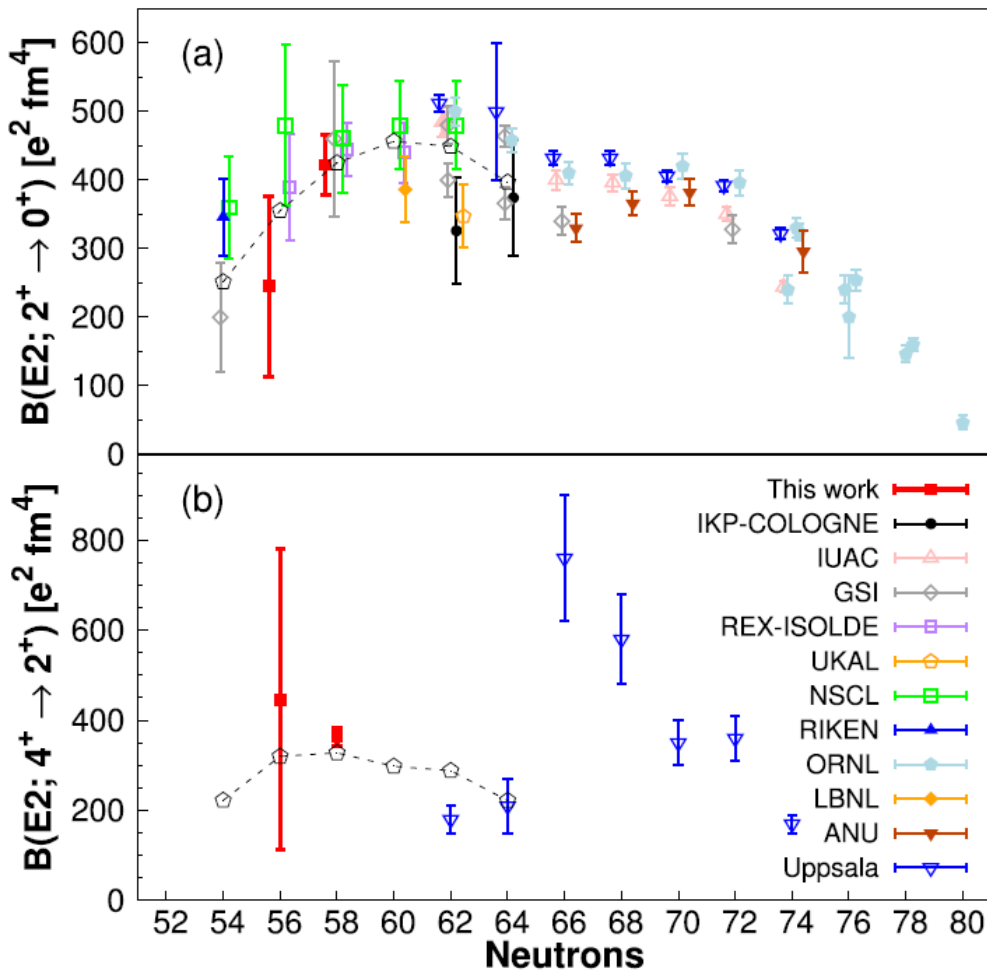 B(E2; 2⁺ → 0⁺) [e² fm⁴]
(a)
600
500
400
300
200
100
0
B(E2; 4⁺ → 2⁺) [e² fm⁴]
(b)
800
600
400
200
0
This work
IKP-COLOGNE
IUAC
GSI
REX-ISOLDE
UKAL
NSCL
RIKEN
ORNL
LBNL
ANU
Uppsala
52 54 56 58 60 62 64 66 68 70 72 74 76 78 80
Neutrons